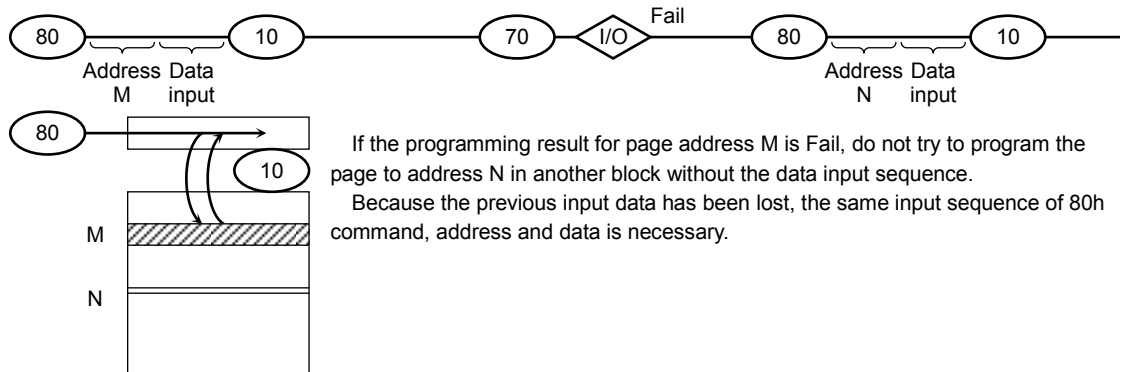 Fail
80 10 70 I/O 80 10
Address Data Address Data
M input N input
80
If the programming result for page address M is Fail, do not try to program the
10
page to address N in another block without the data input sequence.
Because the previous input data has been lost, the same input sequence of 80h
command, address and data is necessary.
M
N